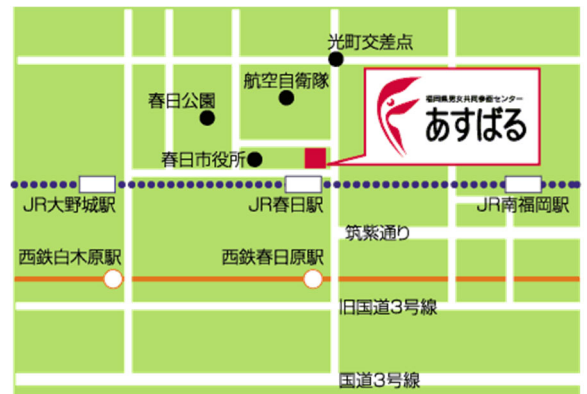 光町交差点
航空自衛隊
春日公園
福岡県男女共同参画センター
あすばる
春日市役所
JR大野城駅
JR春日駅
JR南福岡駅
筑紫通り
西鉄白木原駅
西鉄春日原駅
旧国道3号線
国道3号線